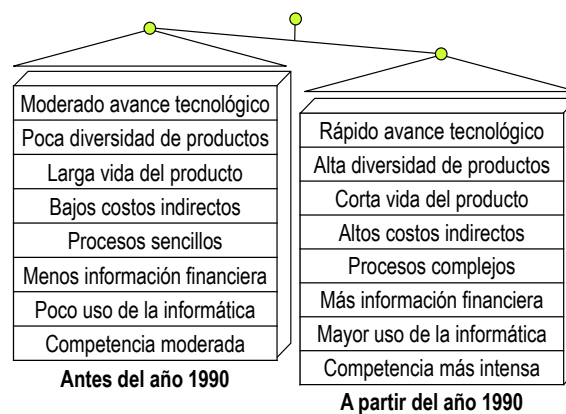 Moderado avance tecnológico
Poca diversidad de productos
Larga vida del producto
Bajos costos indirectos
Procesos sencillos
Menos información financiera
Poco uso de la informática
Competencia moderada
Antes del año 1990
Rápido avance tecnológico
Alta diversidad de productos
Corta vida del producto
Altos costos indirectos
Procesos complejos
Más información financiera
Mayor uso de la informática
Competencia más intensa
A partir del año 1990